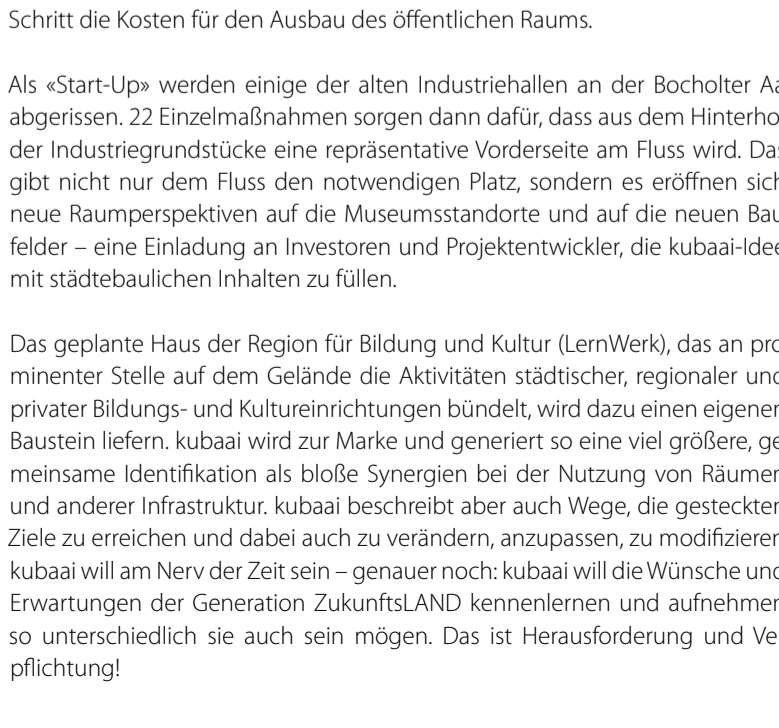 Schritt die Kosten für den Ausbau des öffentlichen Raums.
Als «Start-Up» werden einige der alten Industriehallen an der Bocholter Aa
abgerissen. 22 Einzelmaßnahmen sorgen dann dafür, dass aus dem Hinterho
der Industriegrundstücke eine repräsentative Vorderseite am Fluss wird. Das
gibt nicht nur dem Fluss den notwendigen Platz, sondern es eröffnen sich
neue Raumperspektiven auf die Museumsstandorte und auf die neuen Bau
felder – eine Einladung an Investoren und Projektentwickler, die kubaai-Idee
mit städtebaulichen Inhalten zu füllen.
Das geplante Haus der Region für Bildung und Kultur (LernWerk), das an pro
minenter Stelle auf dem Gelände die Aktivitäten städtischer, regionaler und
privater Bildungs- und Kultureinrichtungen bündelt, wird dazu einen eigenen
Baustein liefern. kubaai wird zur Marke und generiert so eine viel größere, ge
meinsame Identifikation als bloße Synergien bei der Nutzung von Räumen
und anderer Infrastruktur. kubaai beschreibt aber auch Wege, die gesteckten
Ziele zu erreichen und dabei auch zu verändern, anzupassen, zu modifizieren
kubaai will am Nerv der Zeit sein – genauer noch: kubaai will die Wünsche und
Erwartungen der Generation ZukunftsLAND kennenlernen und aufnehmen
so unterschiedlich sie auch sein mögen. Das ist Herausforderung und Ver
pflichtung!